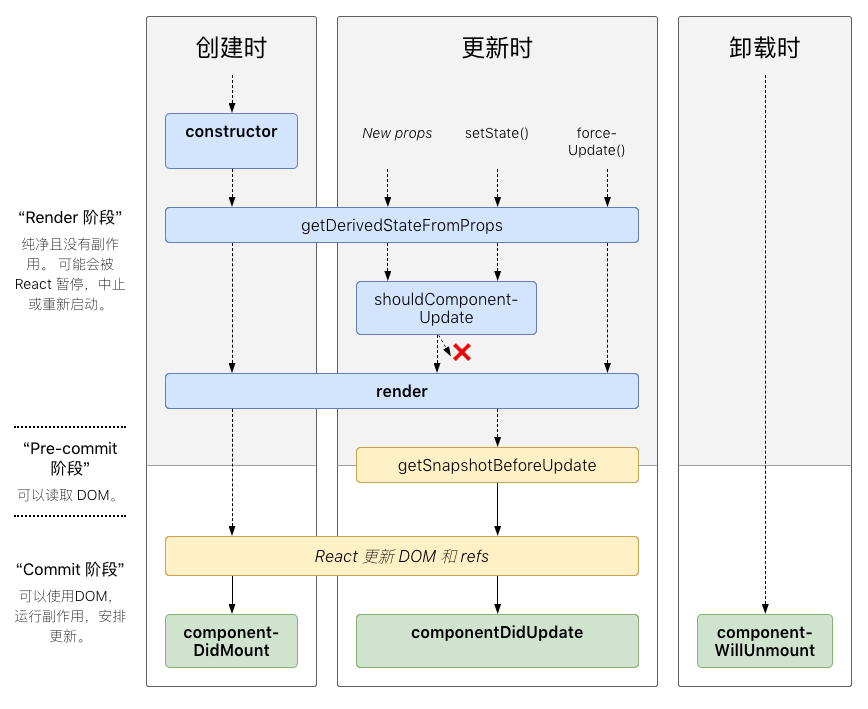 创建时
更新时
卸载时
constructor
New props
setState()
force-
Update()
“Render 阶段”
纯净且没有副作
用。 可能会被
React 暂停，中止
或重新启动。
getDerivedStateFromProps
shouldComponent-
Update
render
“Pre-commit
阶段”
可以读取 DOM。
getSnapshotBeforeUpdate
React 更新 DOM 和 refs
“Commit 阶段”
可以使用DOM，
运行副作用，安排
更新。
component-
DidMount
componentDidUpdate
component-
WillUnmount